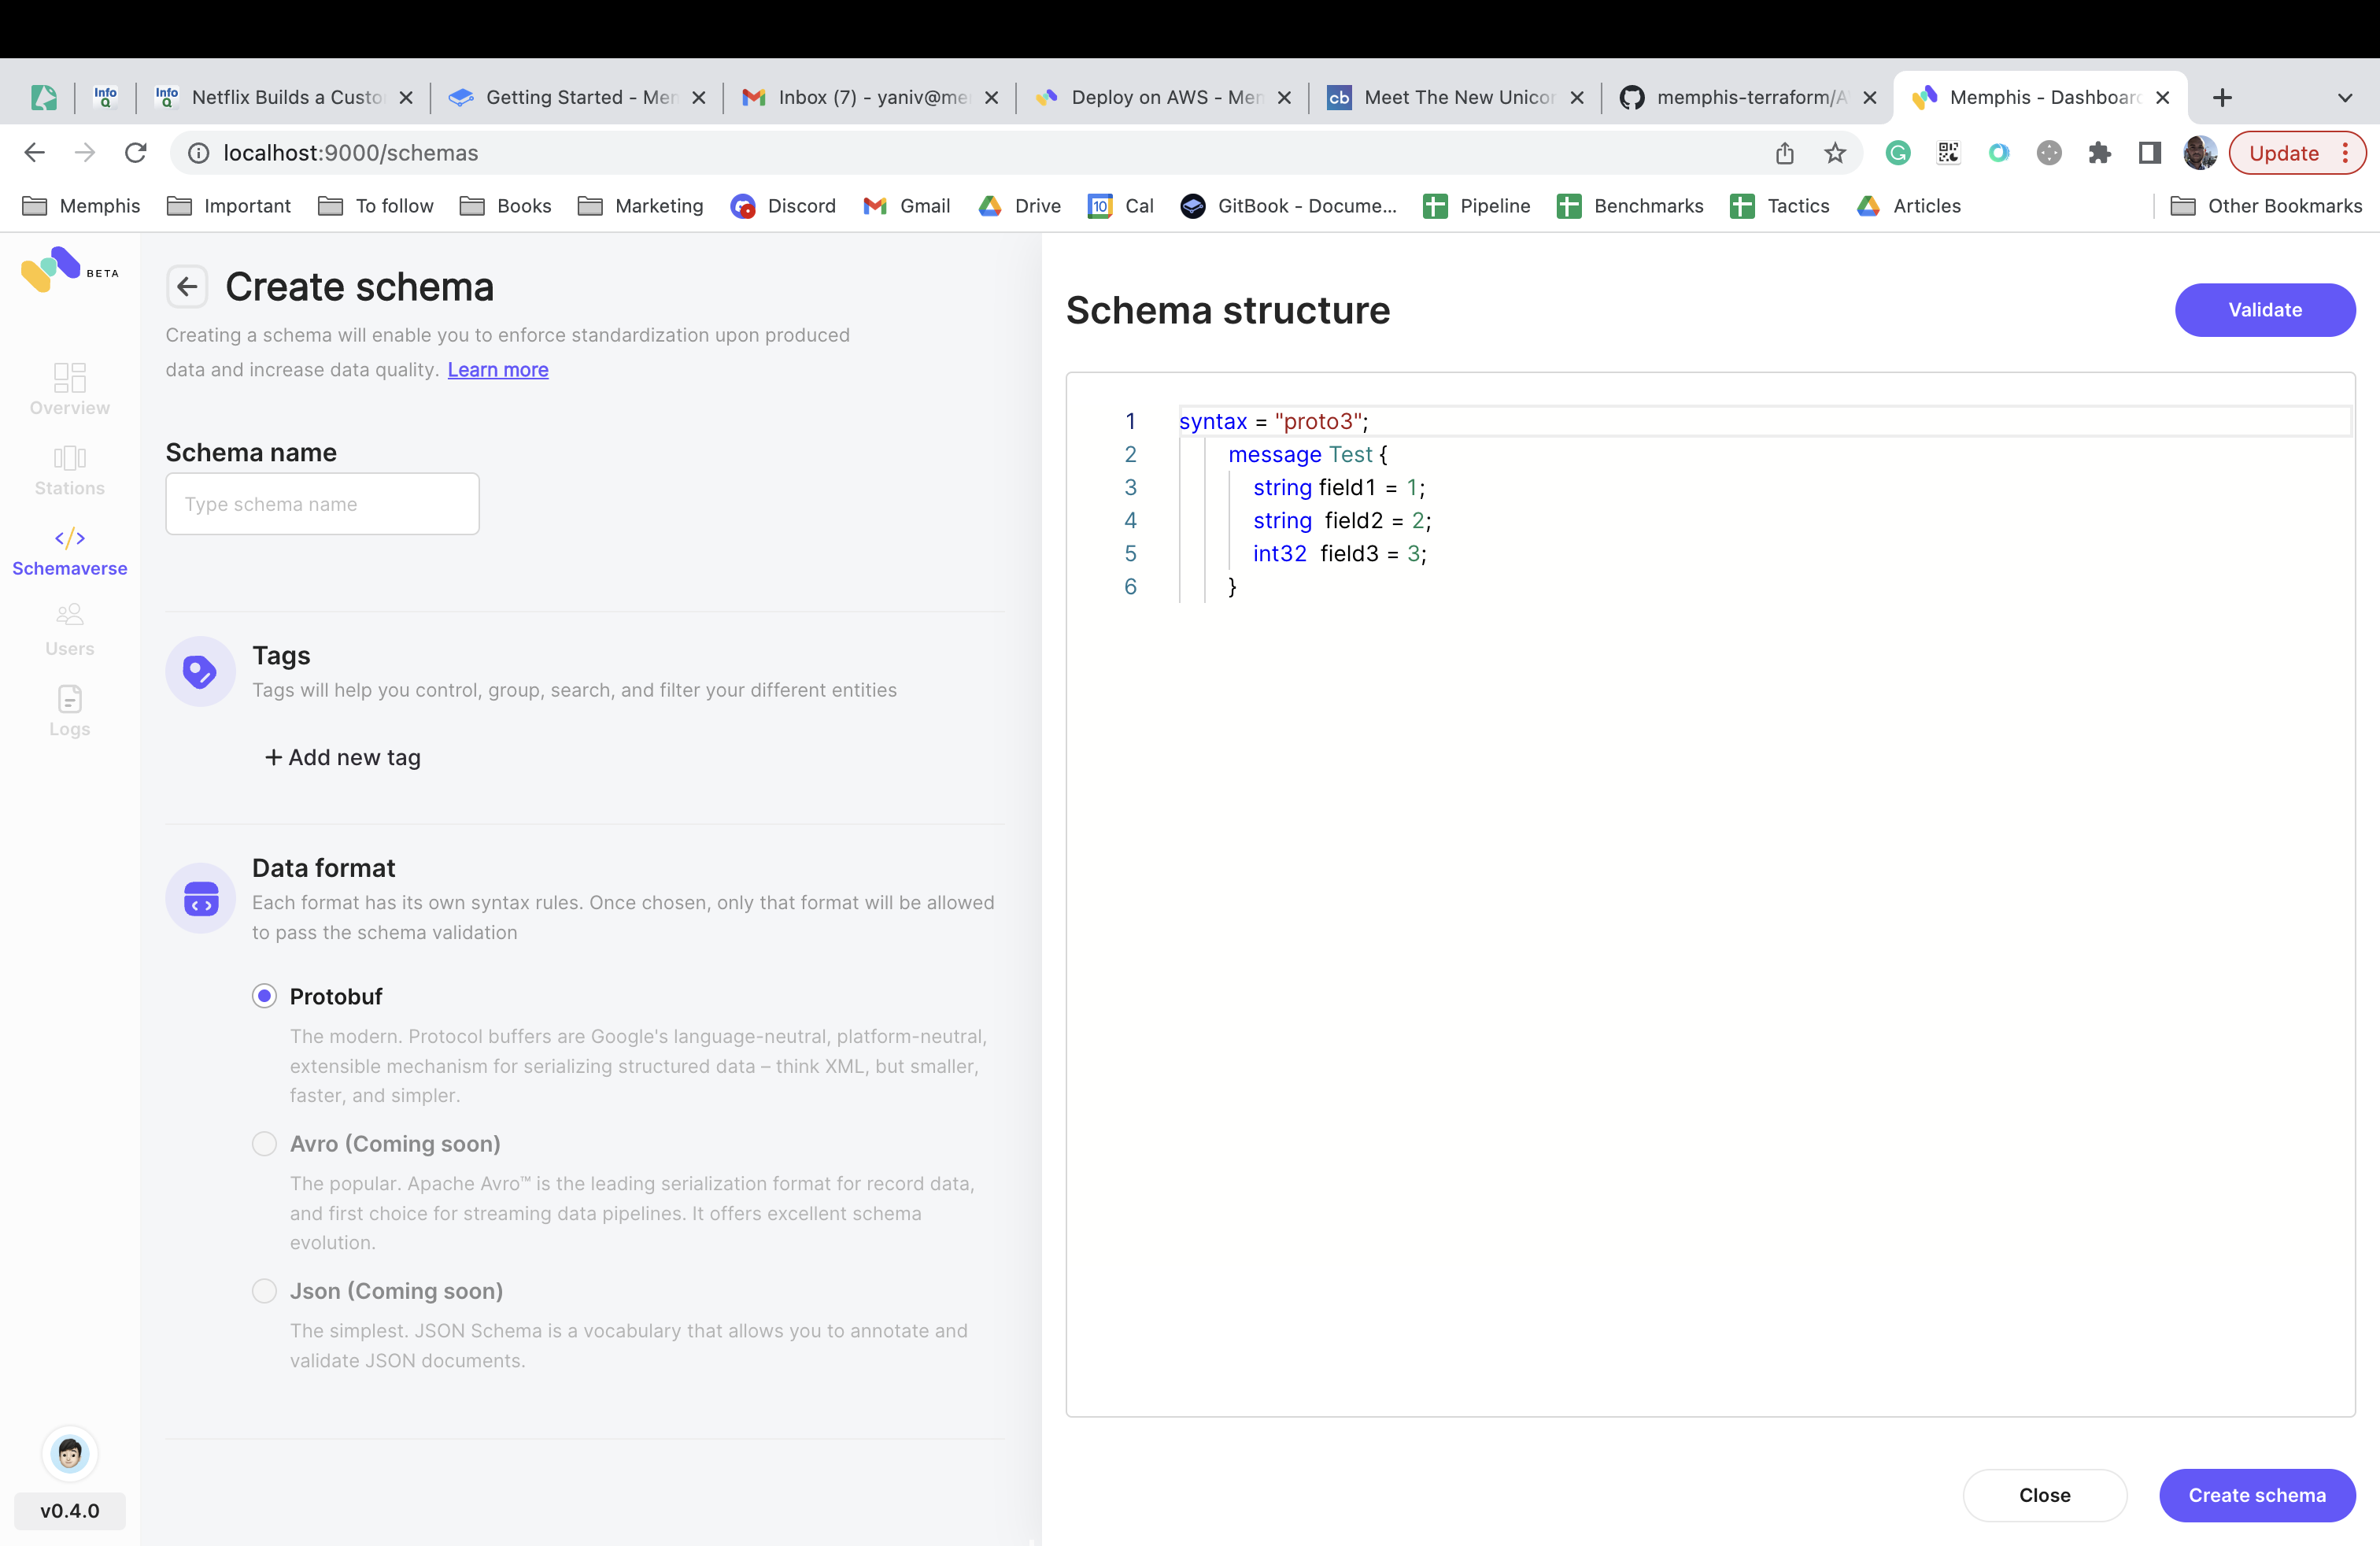 Info
Q
Info
Q
Netflix Builds a Custo
Getting Started - Mem
Inbox (7) - yaniv@me
Deploy on AWS - Mem
cb
Meet The New Unicor
memphis-terraform/A
Memphis - Dashboard
localhost:9000/schemas
Update
Memphis
Important
To follow
Books
Marketing
Discord
Gmail
Drive
10
Cal
GitBook - Docume...
Pipeline
Benchmarks
Tactics
Articles
Other Bookmarks
BETA
Overview
Stations
Schemaverse
Users
Logs
v0.4.0
Create schema
Creating a schema will enable you to enforce standardization upon produced
data and increase data quality. Learn more
Schema name
Type schema name
Tags
Tags will help you control, group, search, and filter your different entities
+ Add new tag
Data format
Each format has its own syntax rules. Once chosen, only that format will be allowed
to pass the schema validation
Protobuf
The modern. Protocol buffers are Google's language-neutral, platform-neutral,
extensible mechanism for serializing structured data – think XML, but smaller,
faster, and simpler.
Avro (Coming soon)
The popular. Apache Avro™ is the leading serialization format for record data,
and first choice for streaming data pipelines. It offers excellent schema
evolution.
Json (Coming soon)
The simplest. JSON Schema is a vocabulary that allows you to annotate and
validate JSON documents.
Schema structure
Validate
1 syntax = "proto3";
2 message Test {
3 string field1 = 1;
4 string  field2 = 2;
5 int32  field3 = 3;
6 }
Close
Create schema